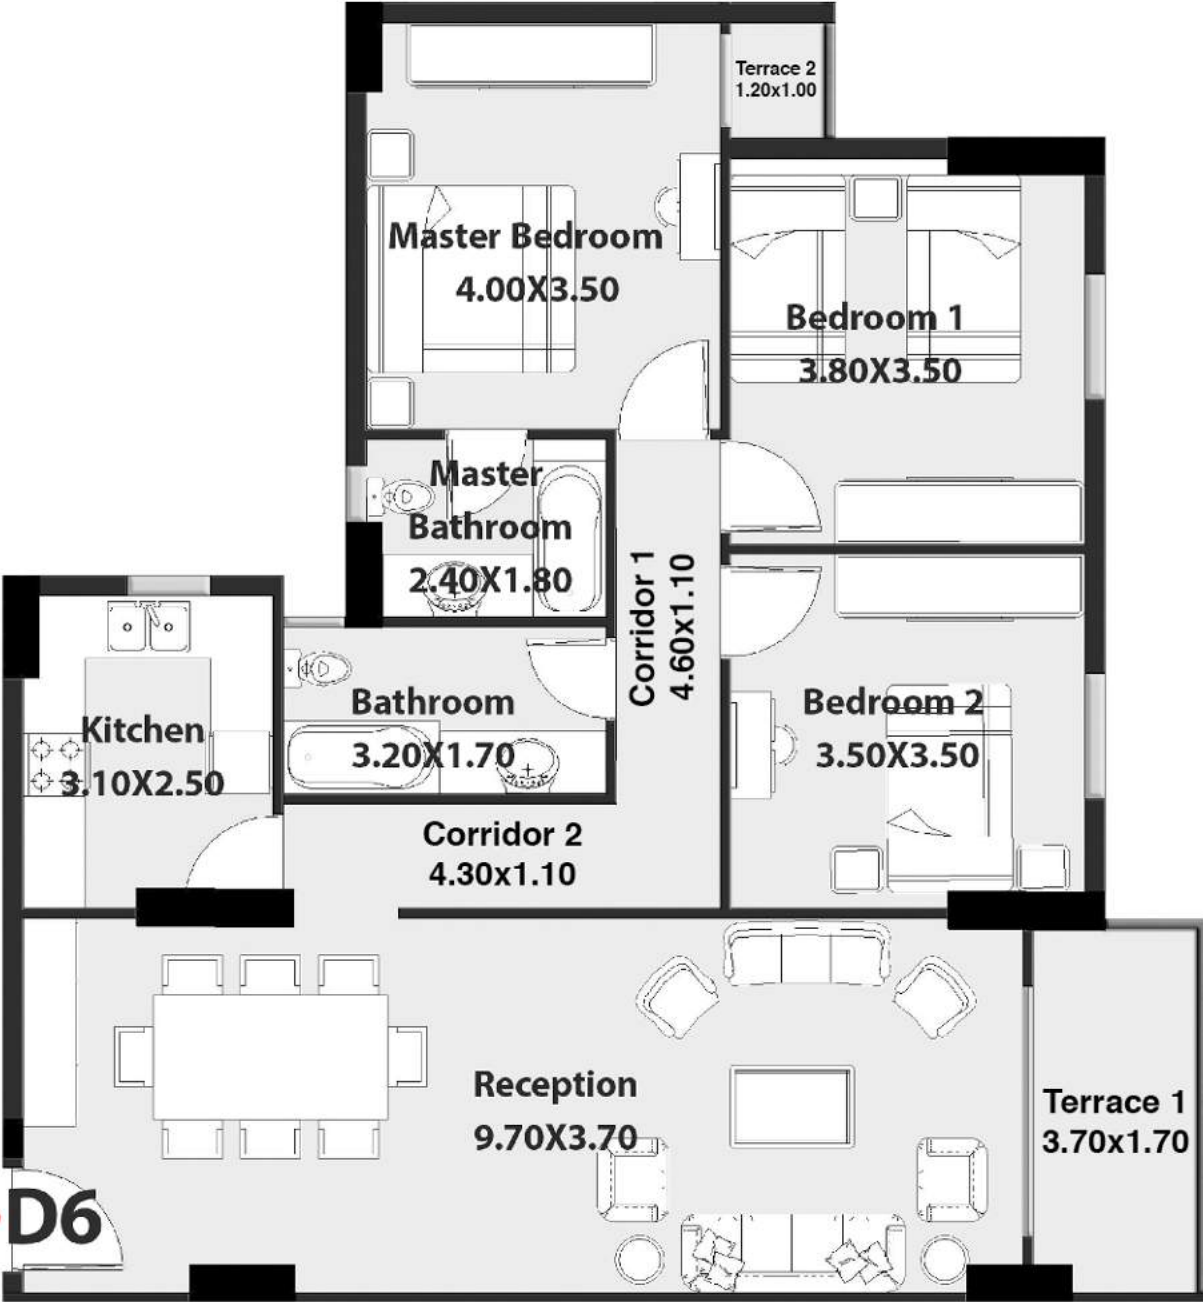 Terrace 2
1.20x1.00
Master Bedroom
4.00X3.50
Bedroom 1
3.80X3.50
Master
Bathroom
2.40X1.80
Corridor 1
4.60x1.10
Bathroom
3.20X1.70
Bedroom 2
3.50X3.50
Kitchen
3.10X2.50
Corridor 2
4.30x1.10
Reception
9.70X3.70
Terrace 1
3.70x1.70
D6